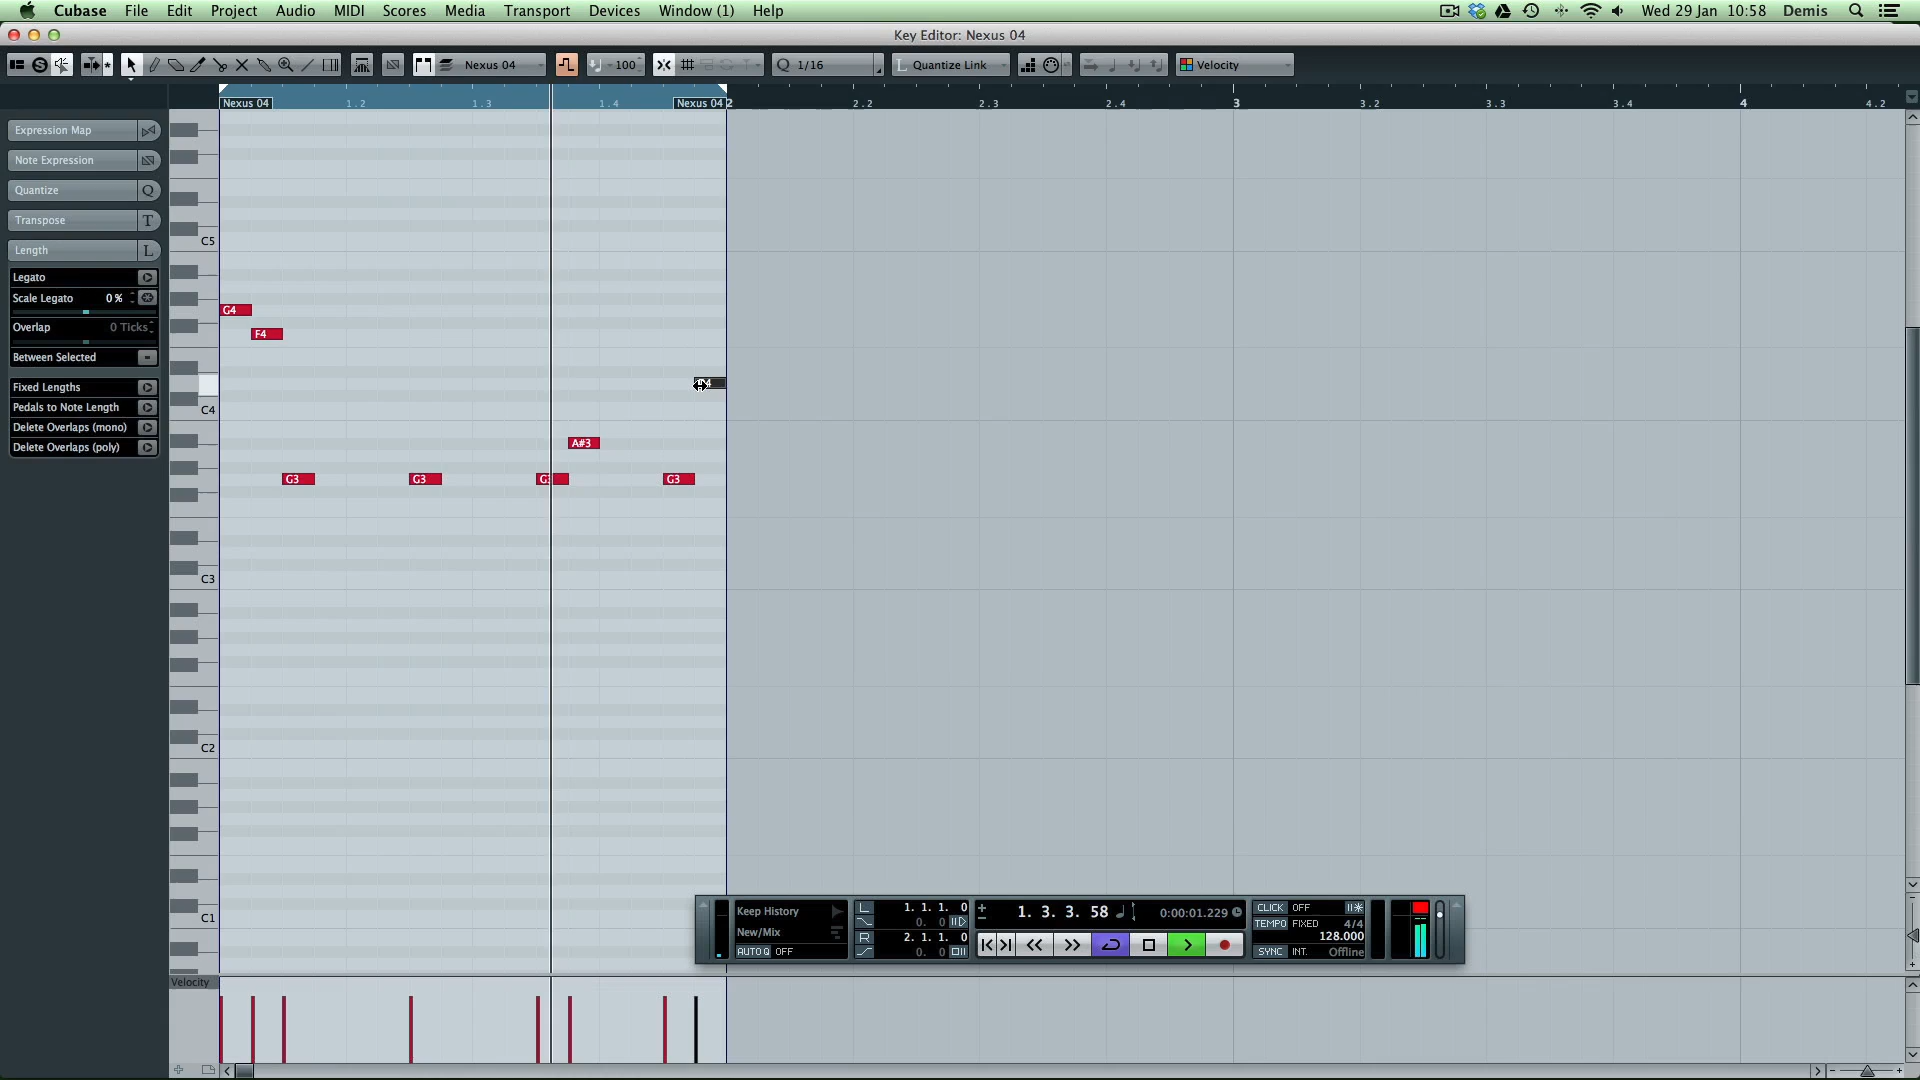 Cubase File Edit Project Audio MIDI Scores Media Transport Devices Window (1) Help Wed 29 Jan 10:58 Demis
Key Editor: Nexus 04
Nexus 04 100 Q 1/16 L Quantize Link Velocity
Nexus 04 1.2 1.3 1.4 Nexus 04 2 2.2 2.3 2.4 3 3.2 3.3 3.4 4 4.2
Expression Map
Note Expression
Quantize Q
Transpose T
Length L
Legato
Scale Legato 0 %
Overlap 0 Ticks
Between Selected
Fixed Lengths
Pedals to Note Length
Delete Overlaps (mono)
Delete Overlaps (poly)
C5
G4
F4
C4
A#3
G3 G3 G3
C3
C2
C1
Keep History
New/Mix
AUTO Q OFF
L 1. 1. 1. 0
0. 0
R 2. 1. 1. 0
0. 0
1. 3. 3. 58 0:00:01.229
CLICK OFF
TEMPO FIXED 4/4
128.000
SYNC INT. Offline
Velocity